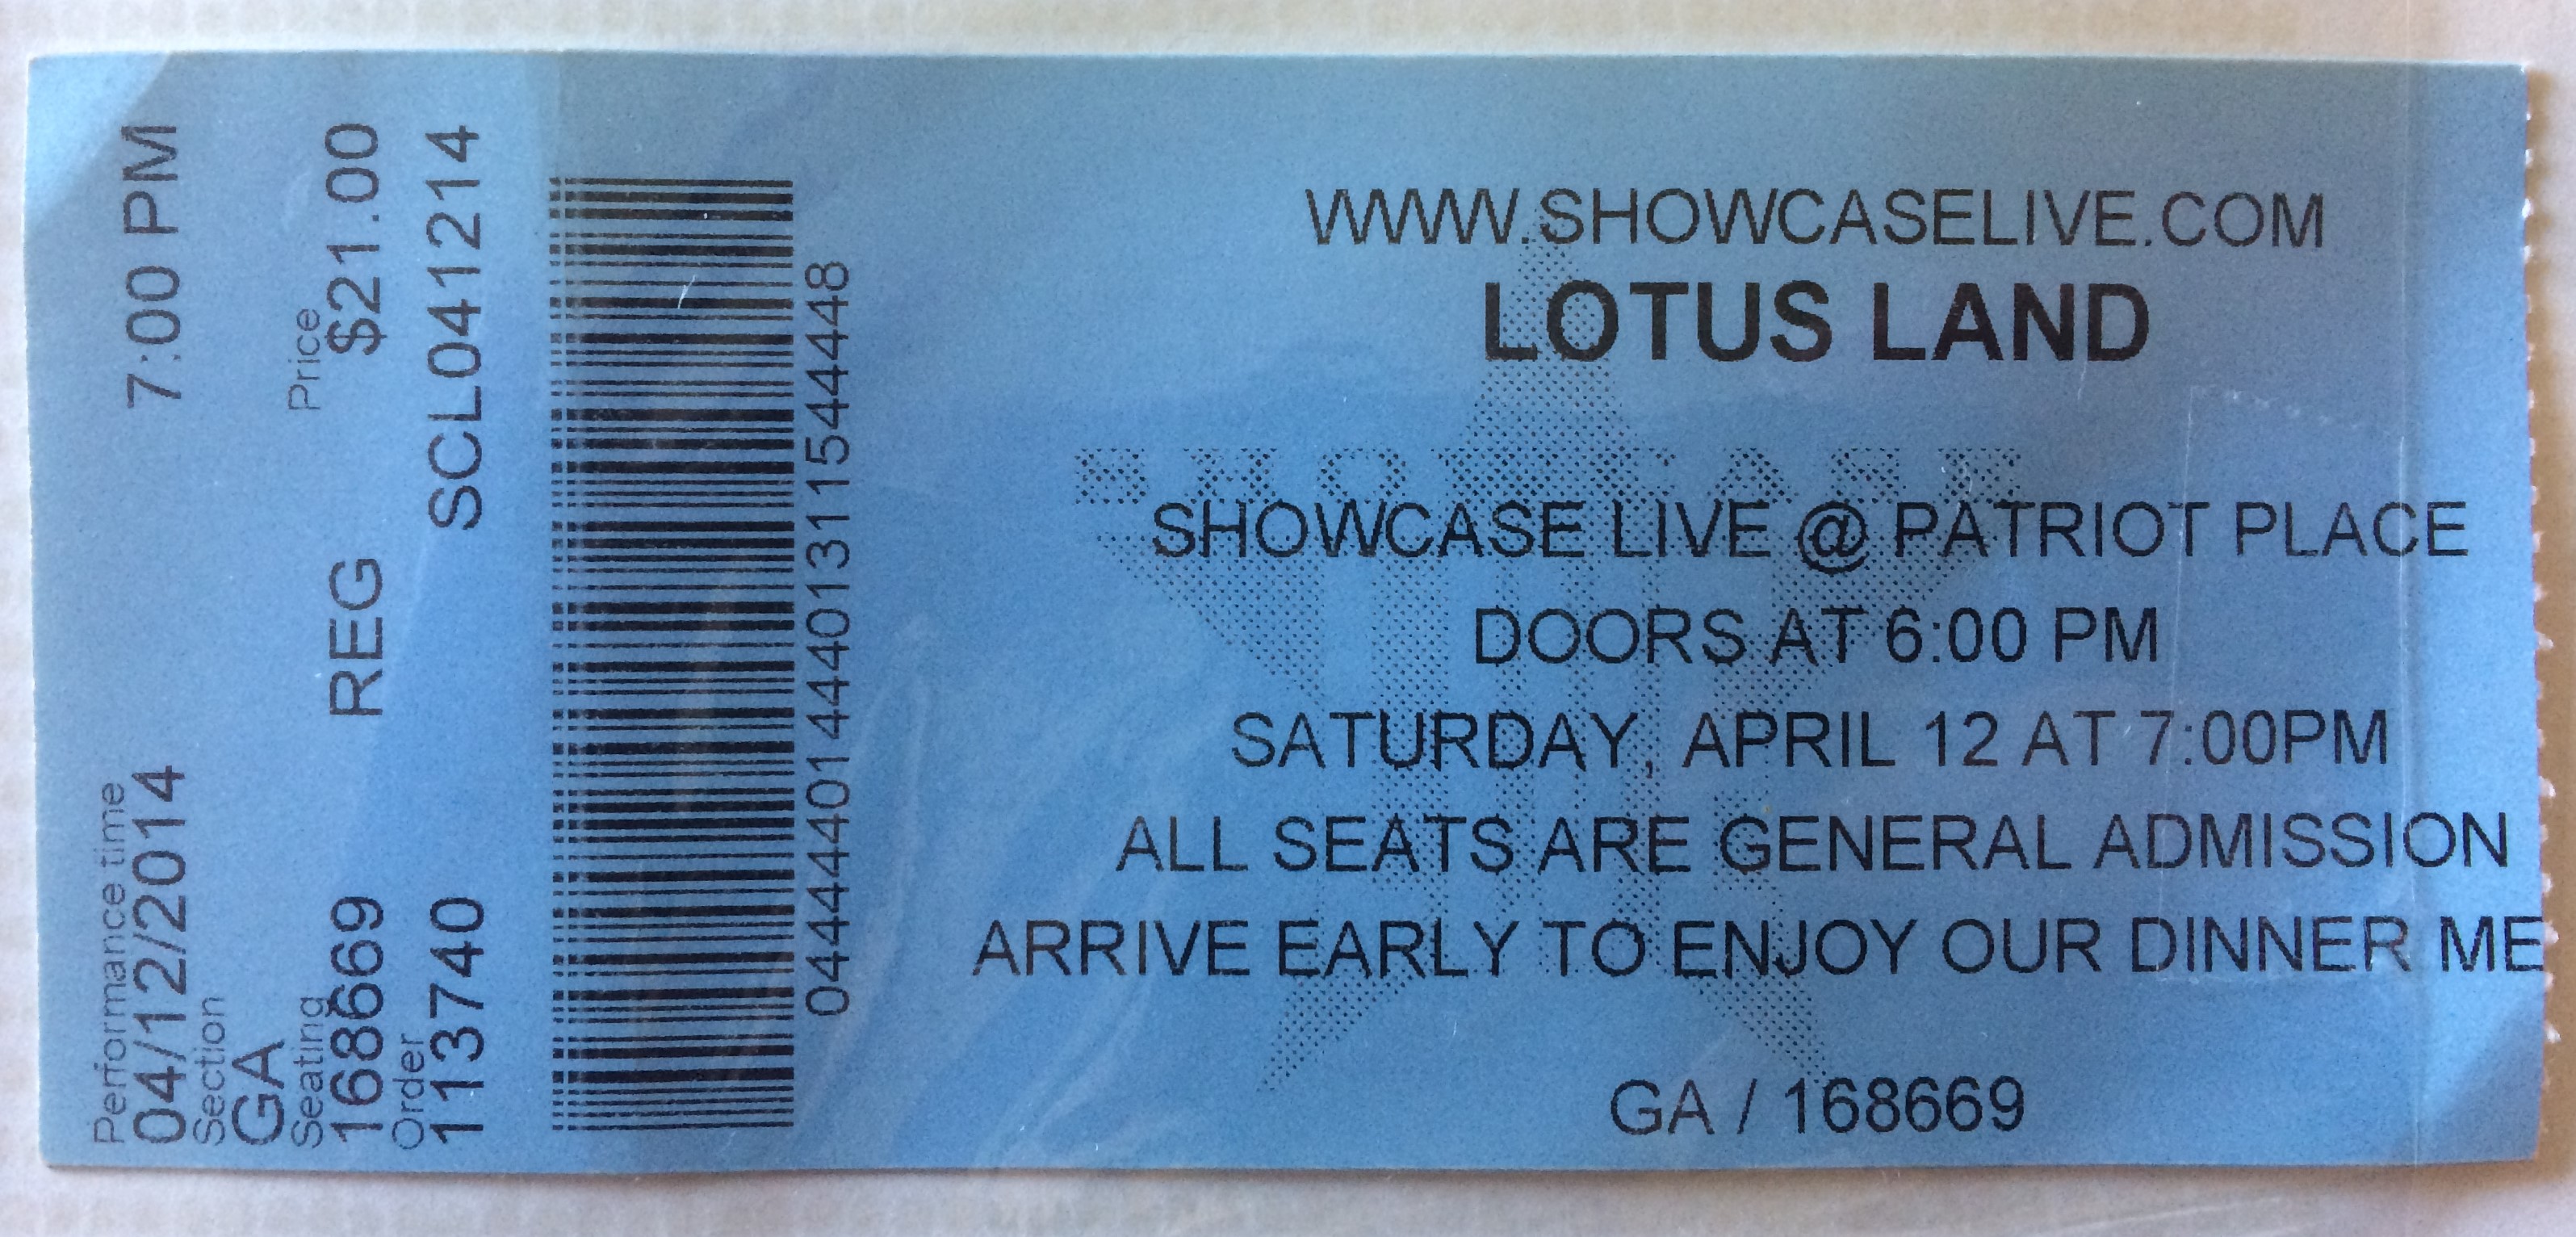 Performance time
04/12/2014 7:00 PM
Section
GA
Seating Price
168669 REG $21.00
Order
113740 SCL041214
044444014440131154444448
WWW.SHOWCASELIVE.COM
LOTUS LAND
SHOWCASE
SHOWCASE LIVE @ PATRIOT PLACE
DOORS AT 6:00 PM
SATURDAY, APRIL 12 AT 7:00PM
ALL SEATS ARE GENERAL ADMISSION
ARRIVE EARLY TO ENJOY OUR DINNER ME
GA / 168669